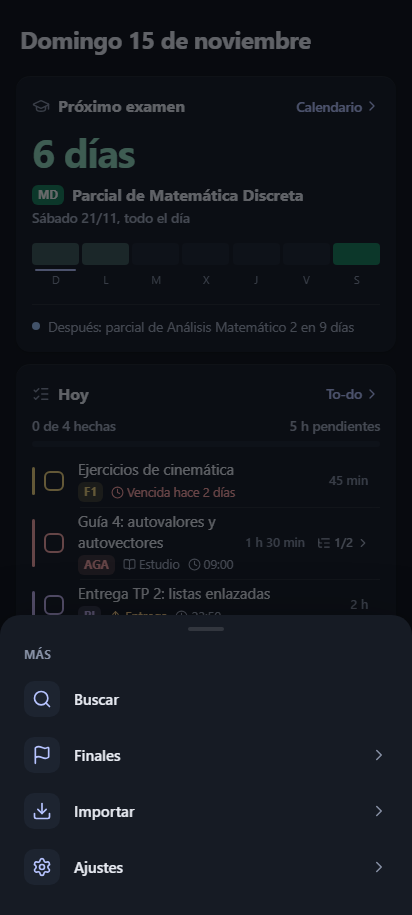 Domingo 15 de noviembre
Próximo examen
Calendario
6 días
MD Parcial de Matemática Discreta
Sábado 21/11, todo el día
D L M X J V S
Después: parcial de Análisis Matemático 2 en 9 días
Hoy
To-do
0 de 4 hechas
5 h pendientes
Ejercicios de cinemática
45 min
F1 Vencida hace 2 días
Guía 4: autovalores y
autovectores
1 h 30 min 1/2
AGA Estudio 09:00
Entrega TP 2: listas enlazadas
2 h
MÁS
Buscar
Finales
Importar
Ajustes